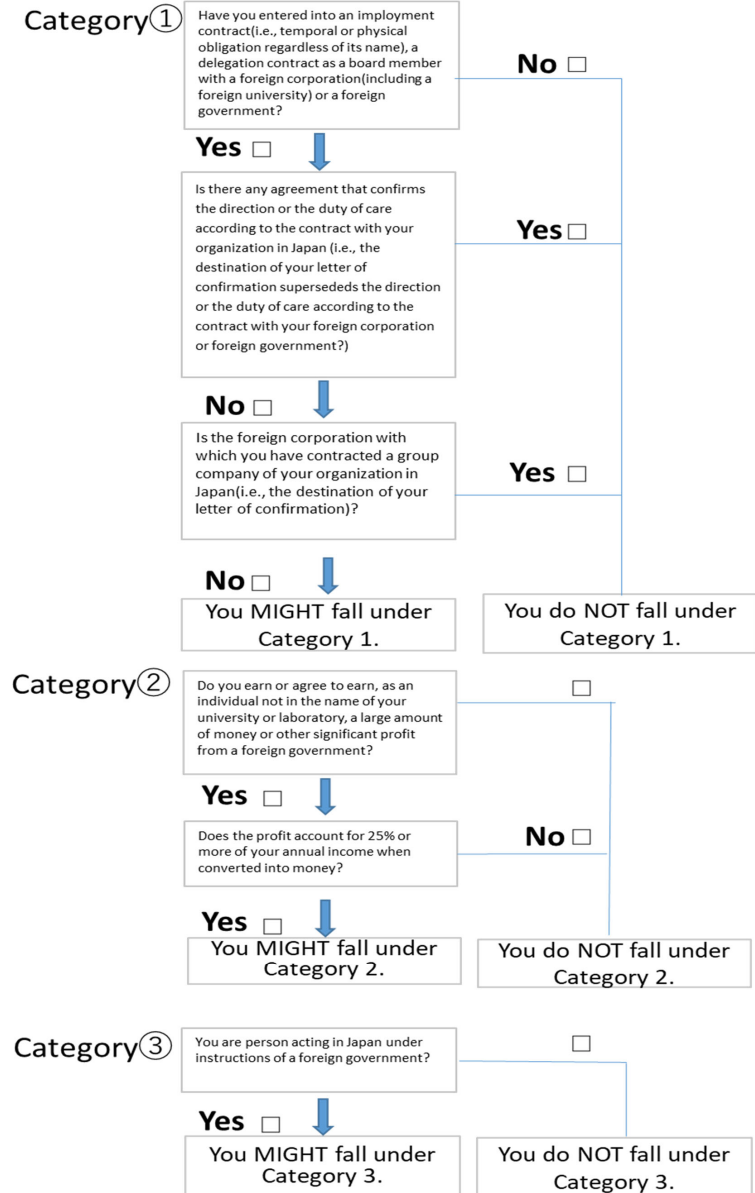 Category①
Have you entered into an imployment
contract(i.e., temporal or physical
obligation regardless of its name), a
delegation contract as a board member
with a foreign corporation(including a
foreign university) or a foreign
government?
No □
Yes □
Is there any agreement that confirms
the direction or the duty of care
according to the contract with your
organization in Japan (i.e., the
destination of your letter of
confirmation supersededs the direction
or the duty of care according to the
contract with your foreign corporation
or foreign government?)
Yes □
No □
Is the foreign corporation with
which you have contracted a group
company of your organization in
Japan(i.e., the destination of your
letter of confirmation)?
Yes □
No □
You MIGHT fall under
Category 1.
You do NOT fall under
Category 1.
Category②
Do you earn or agree to earn, as an
individual not in the name of your
university or laboratory, a large amount
of money or other significant profit
from a foreign government?
□
Yes □
Does the profit account for 25% or
more of your annual income when
converted into money?
No □
Yes □
You MIGHT fall under
Category 2.
You do NOT fall under
Category 2.
Category③
You are person acting in Japan under
instructions of a foreign government?
□
Yes □
You MIGHT fall under
Category 3.
You do NOT fall under
Category 3.